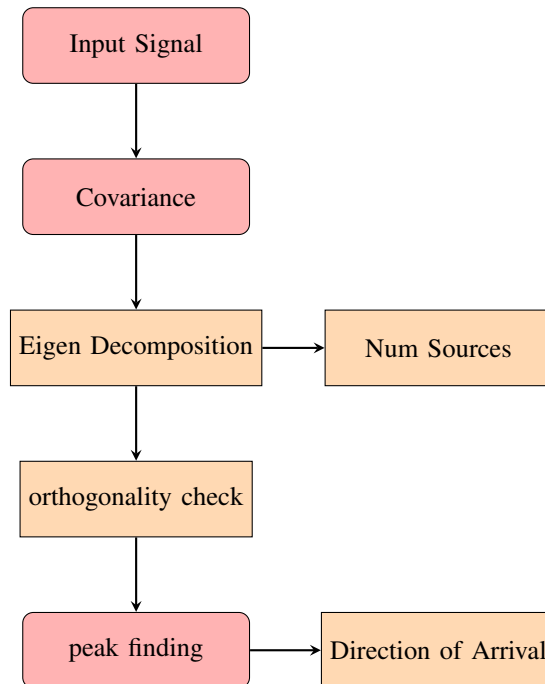 Input Signal
Covariance
Eigen Decomposition
Num Sources
orthogonality check
peak finding
Direction of Arrival